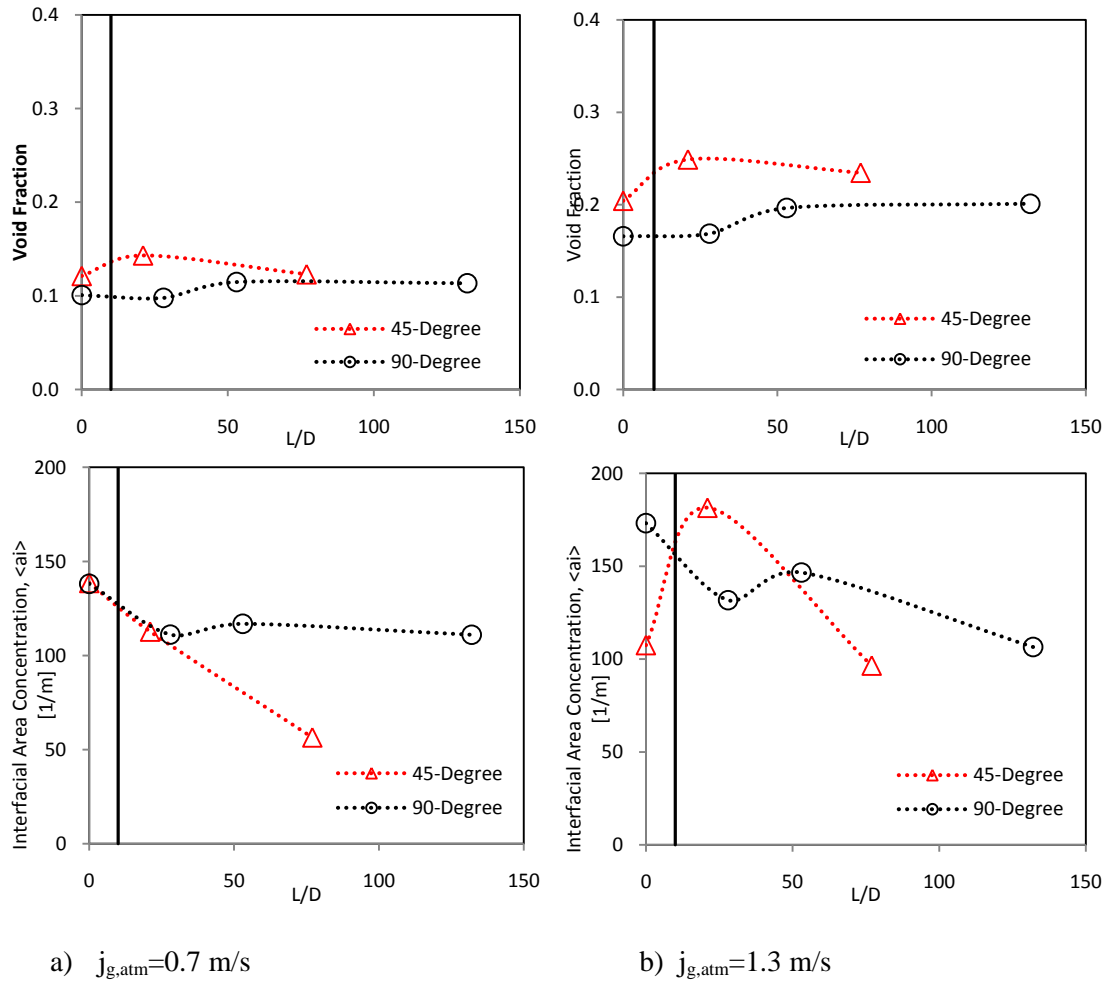 0.4
0.3
0.2
0.1
0.0
Void Fraction
0 50 100 150
L/D
45-Degree
90-Degree
0.4
0.3
0.2
0.1
0.0
Void Fraction
0 50 100 150
L/D
45-Degree
90-Degree
200
150
100
50
0
Interfacial Area Concentration, <ai>
[1/m]
0 50 100 150
L/D
45-Degree
90-Degree
200
150
100
50
0
Interfacial Area Concentration, <ai>
[1/m]
0 50 100 150
L/D
45-Degree
90-Degree
a) jg,atm=0.7 m/s
b) jg,atm=1.3 m/s